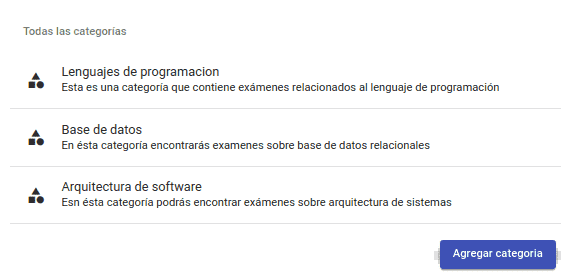 Todas las categorías
Lenguajes de programacion
Esta es una categoría que contiene exámenes relacionados al lenguaje de programación
Base de datos
En ésta categoría encontrarás examenes sobre base de datos relacionales
Arquitectura de software
Esn ésta categoría podrás encontrar exámenes sobre arquitectura de sistemas
Agregar categoria